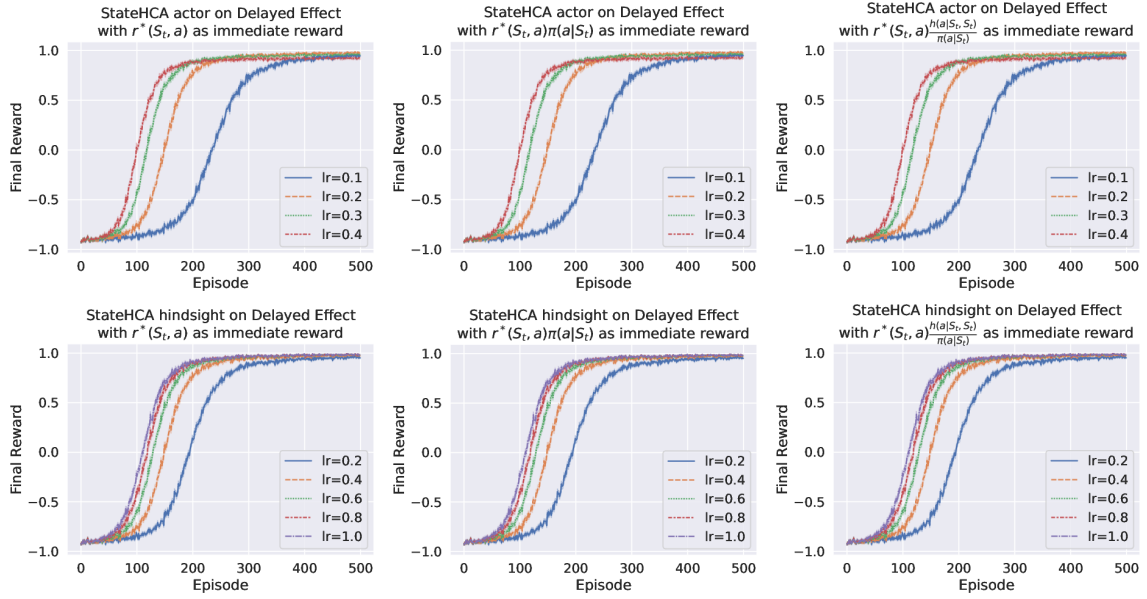 StateHCA actor on Delayed Effect
with r*(S_t, a) as immediate reward
1.0
0.5
0.0
−0.5
−1.0
Final Reward
lr=0.1
lr=0.2
lr=0.3
lr=0.4
0 100 200 300 400 500
Episode
StateHCA actor on Delayed Effect
with r*(S_t, a)π(a|S_t) as immediate reward
1.0
0.5
0.0
−0.5
−1.0
Final Reward
lr=0.1
lr=0.2
lr=0.3
lr=0.4
0 100 200 300 400 500
Episode
StateHCA actor on Delayed Effect
with r*(S_t, a) h(a|S_t, S_t)/π(a|S_t) as immediate reward
1.0
0.5
0.0
−0.5
−1.0
Final Reward
lr=0.1
lr=0.2
lr=0.3
lr=0.4
0 100 200 300 400 500
Episode
StateHCA hindsight on Delayed Effect
with r*(S_t, a) as immediate reward
1.0
0.5
0.0
−0.5
−1.0
Final Reward
lr=0.2
lr=0.4
lr=0.6
lr=0.8
lr=1.0
0 100 200 300 400 500
Episode
StateHCA hindsight on Delayed Effect
with r*(S_t, a)π(a|S_t) as immediate reward
1.0
0.5
0.0
−0.5
−1.0
Final Reward
lr=0.2
lr=0.4
lr=0.6
lr=0.8
lr=1.0
0 100 200 300 400 500
Episode
StateHCA hindsight on Delayed Effect
with r*(S_t, a) h(a|S_t, S_t)/π(a|S_t) as immediate reward
1.0
0.5
0.0
−0.5
−1.0
Final Reward
lr=0.2
lr=0.4
lr=0.6
lr=0.8
lr=1.0
0 100 200 300 400 500
Episode